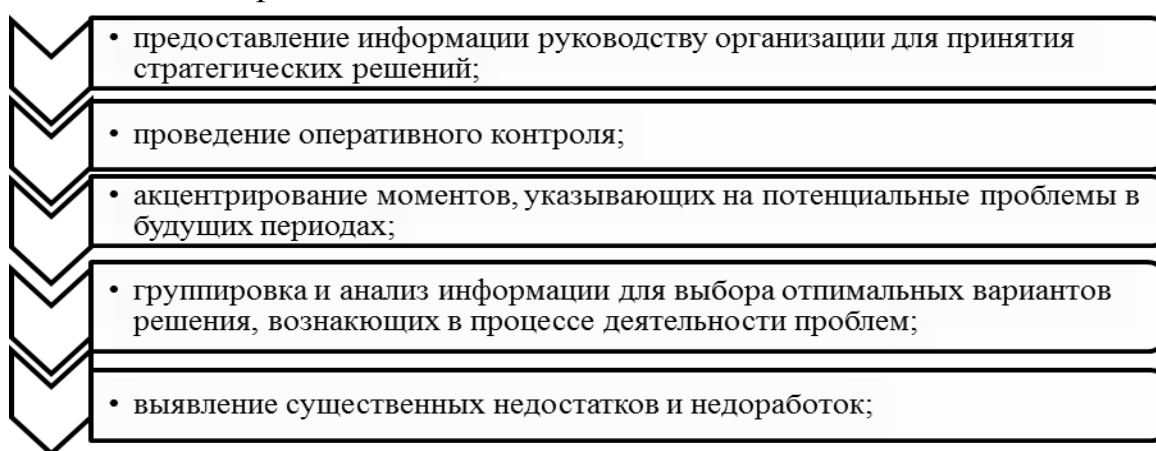 • предоставление информации руководству организации для принятия
стратегических решений;
• проведение оперативного контроля;
• акцентрирование моментов, указывающих на потенциальные проблемы в
будущих периодах;
• группировка и анализ информации для выбора отпимальных вариантов
решения, вознакющих в процессе деятельности проблем;
• выявление существенных недостатков и недоработок;